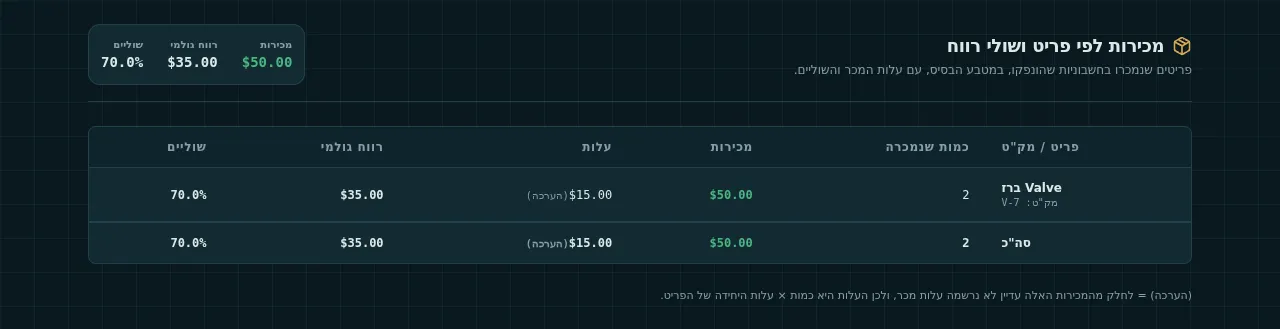 מכירות לפי פריט ושולי רווח
פריטים שנמכרו בחשבוניות שהונפקו, במטבע הבסיס, עם עלות המכר והשוליים.
מכירות רווח גולמי שוליים
$50.00 $35.00 70.0%
פריט / מק"ט כמות שנמכרה מכירות עלות רווח גולמי שוליים
ברז Valve 2 $50.00 $15.00 (הערכה) $35.00 70.0%
מק"ט: V-7
סה"כ 2 $50.00 $15.00 (הערכה) $35.00 70.0%
(הערכה) = לחלק מהמכירות האלה עדיין לא נרשמה עלות מכר, ולכן העלות היא כמות × עלות היחידה של הפריט.